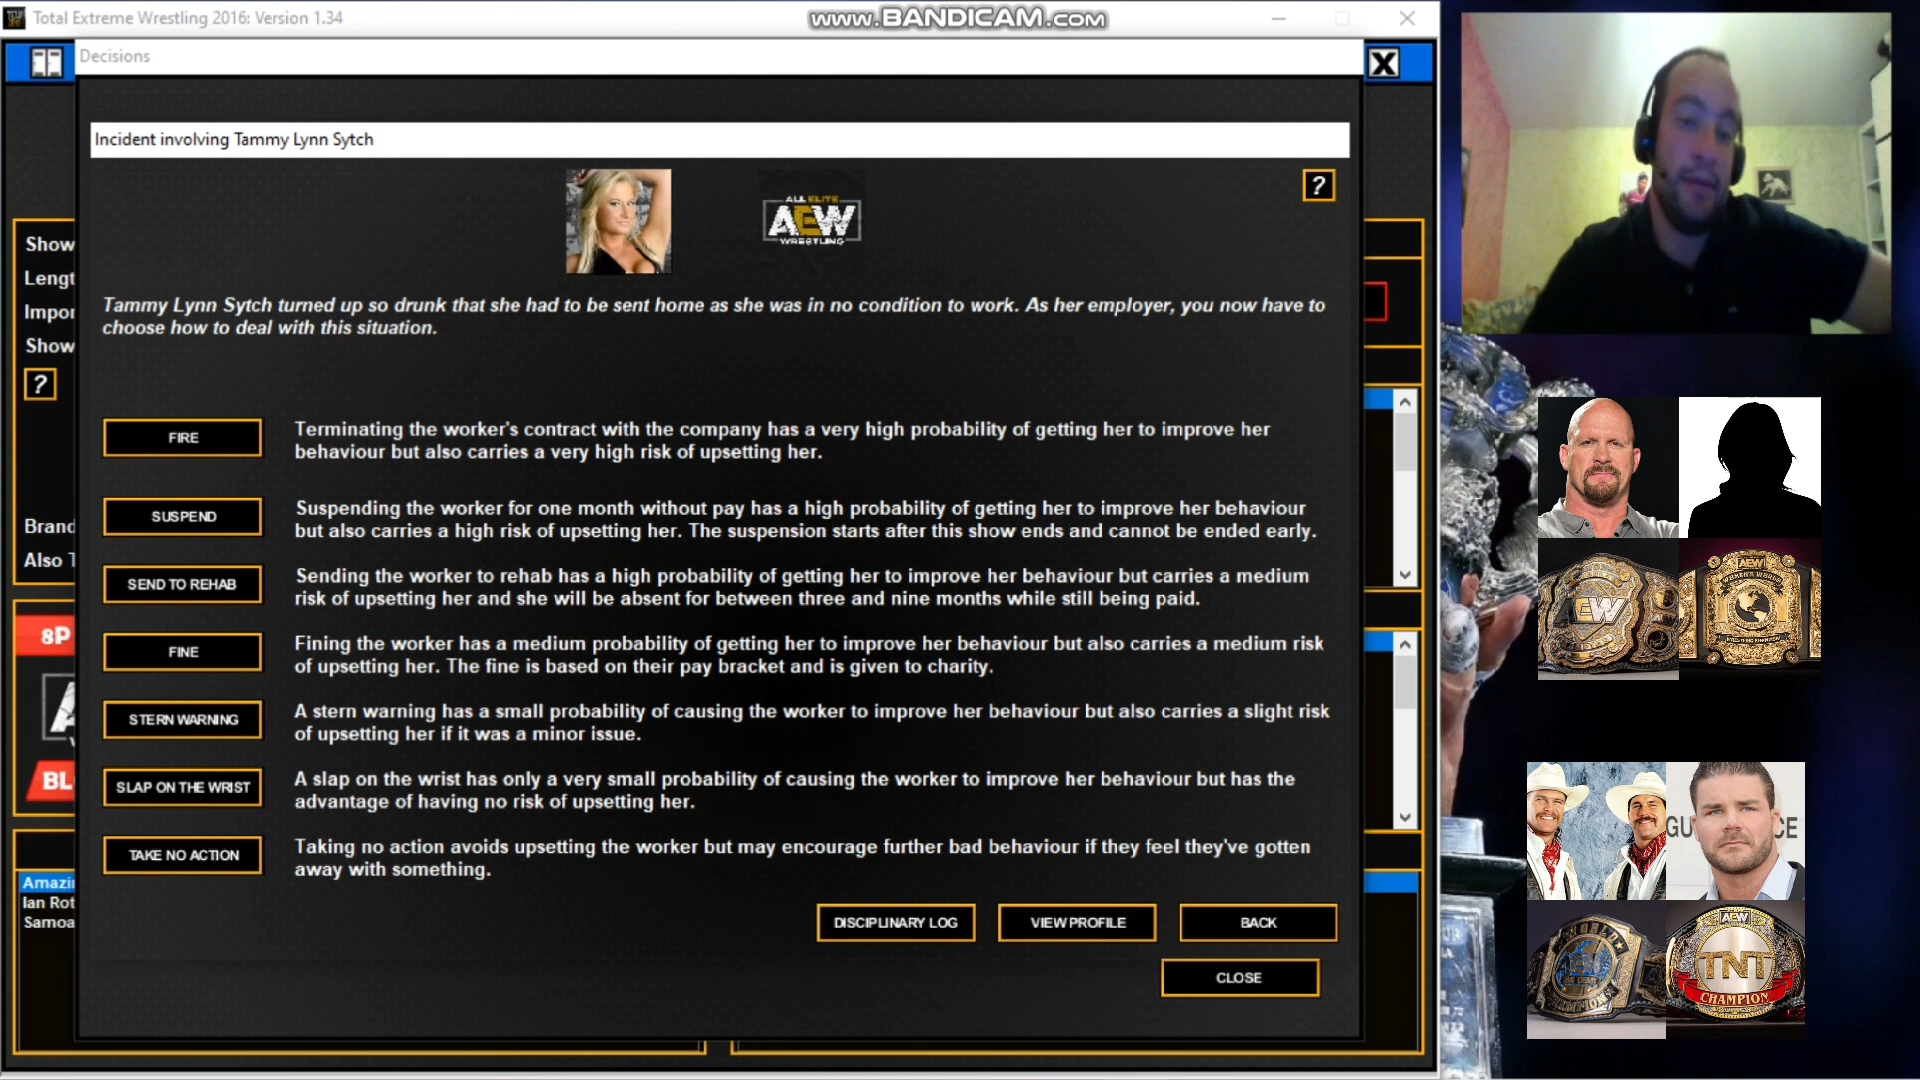 Total Extreme Wrestling 2016: Version 1.34
www.BANDICAM.com
Decisions
Incident involving Tammy Lynn Sytch
ALL ELITE
AEW
WRESTLING
?
Tammy Lynn Sytch turned up so drunk that she had to be sent home as she was in no condition to work. As her employer, you now have to
choose how to deal with this situation.
Show
Lengt
Impor
Show
?
Brand
Also T
8P
BL
Amazi
Ian Rot
Samoa
FIRE
Terminating the worker's contract with the company has a very high probability of getting her to improve her
behaviour but also carries a very high risk of upsetting her.
SUSPEND
Suspending the worker for one month without pay has a high probability of getting her to improve her behaviour
but also carries a high risk of upsetting her. The suspension starts after this show ends and cannot be ended early.
SEND TO REHAB
Sending the worker to rehab has a high probability of getting her to improve her behaviour but carries a medium
risk of upsetting her and she will be absent for between three and nine months while still being paid.
FINE
Fining the worker has a medium probability of getting her to improve her behaviour but also carries a medium risk
of upsetting her. The fine is based on their pay bracket and is given to charity.
STERN WARNING
A stern warning has a small probability of causing the worker to improve her behaviour but also carries a slight risk
of upsetting her if it was a minor issue.
SLAP ON THE WRIST
A slap on the wrist has only a very small probability of causing the worker to improve her behaviour but has the
advantage of having no risk of upsetting her.
TAKE NO ACTION
Taking no action avoids upsetting the worker but may encourage further bad behaviour if they feel they've gotten
away with something.
DISCIPLINARY LOG
VIEW PROFILE
BACK
CLOSE
AEW
AEW
GU
CE
WORLD
AEW
TNT
CHAMPION